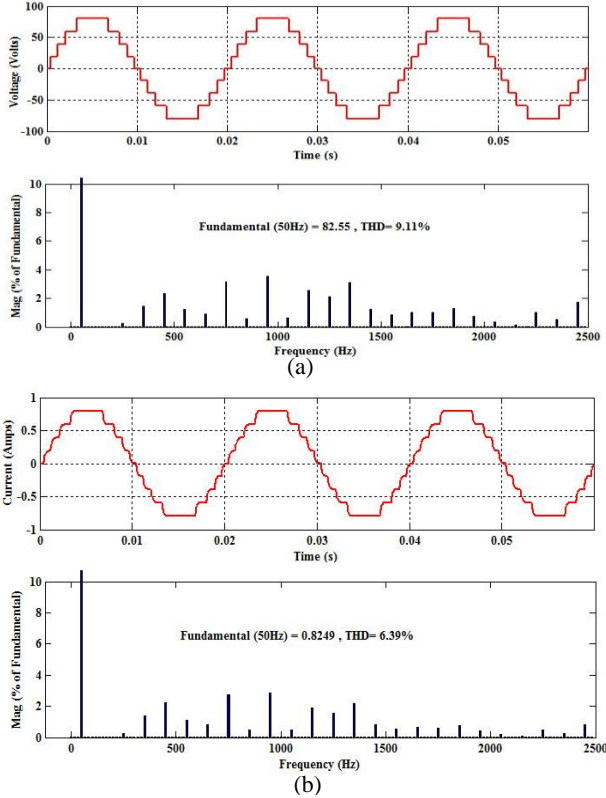 100
50
0
-50
-100
Voltage (Volts)
0 0.01 0.02 0.03 0.04 0.05
Time (s)
10
8
6
4
2
0
Mag (% of Fundamental)
Fundamental (50Hz) = 82.55 , THD= 9.11%
0 500 1000 1500 2000 2500
Frequency (Hz)
(a)
1
0.5
0
-0.5
-1
Current (Amps)
0 0.01 0.02 0.03 0.04 0.05
Time (s)
10
8
6
4
2
0
Mag (% of Fundamental)
Fundamental (50Hz) = 0.8249 , THD= 6.39%
0 500 1000 1500 2000 2500
Frequency (Hz)
(b)